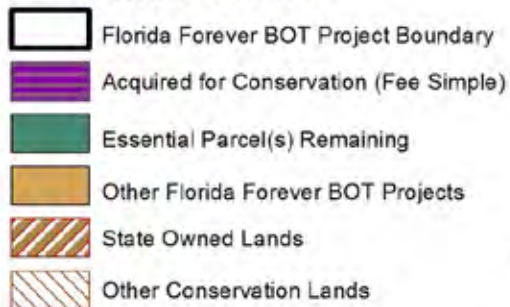 Florida Forever BOT Project Boundary
Acquired for Conservation (Fee Simple)
Essential Parcel(s) Remaining
Other Florida Forever BOT Projects
State Owned Lands
Other Conservation Lands